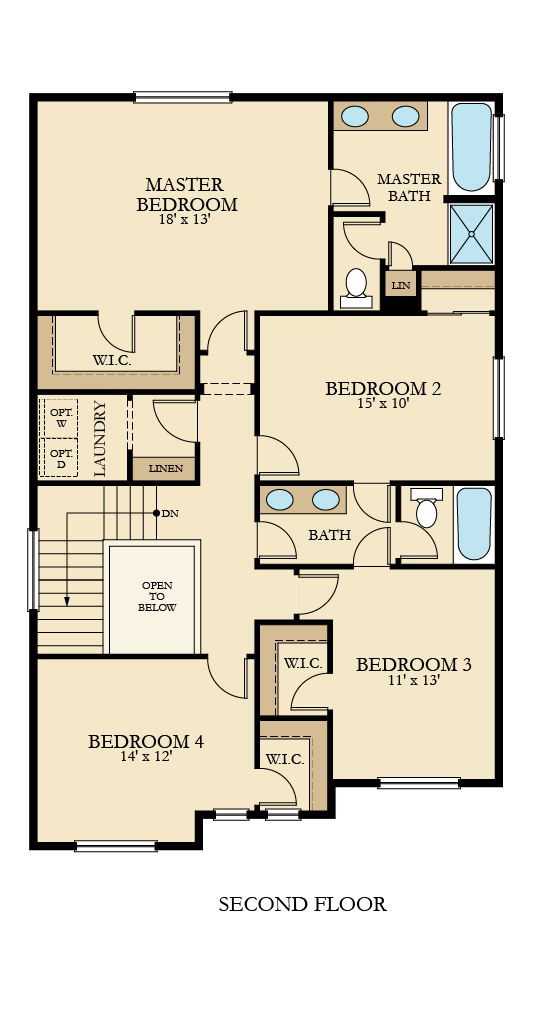 MASTER
BEDROOM
18' x 13'
MASTER
BATH
LIN
W.I.C.
BEDROOM 2
15' x 10'
OPT.
W
OPT.
D
LAUNDRY
LINEN
DN
BATH
OPEN
TO
BELOW
W.I.C.
BEDROOM 3
11' x 13'
BEDROOM 4
14' x 12'
W.I.C.
SECOND FLOOR